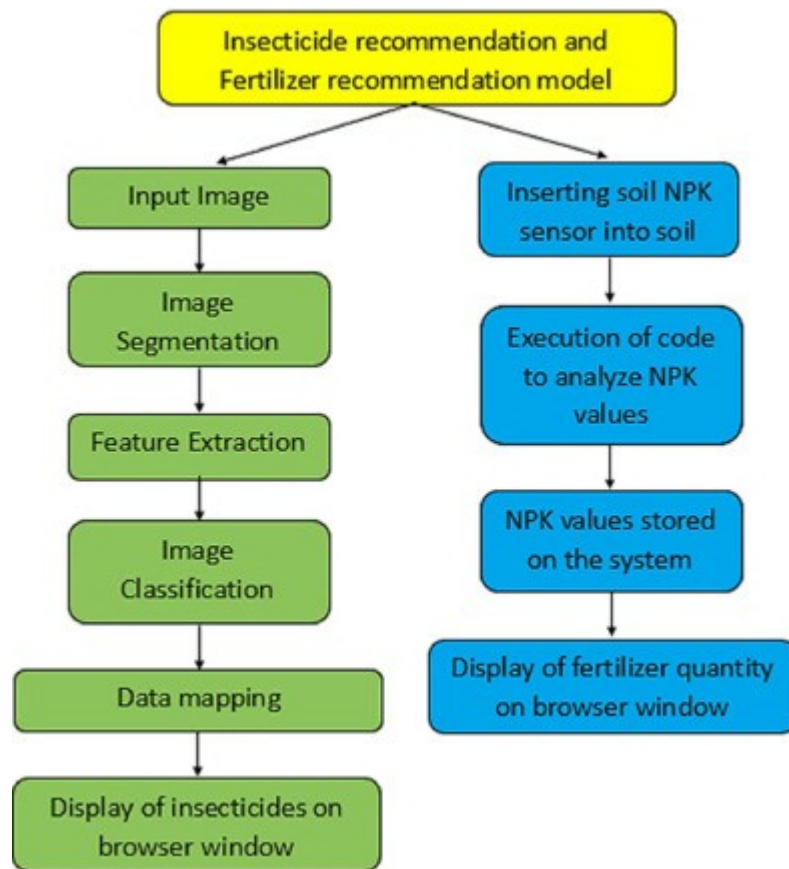 Insecticide recommendation and
Fertilizer recommendation model
Input Image
Image
Segmentation
Feature Extraction
Image
Classification
Data mapping
Display of insecticides on
browser window
Inserting soil NPK
sensor into soil
Execution of code
to analyze NPK
values
NPK values stored
on the system
Display of fertilizer quantity
on browser window